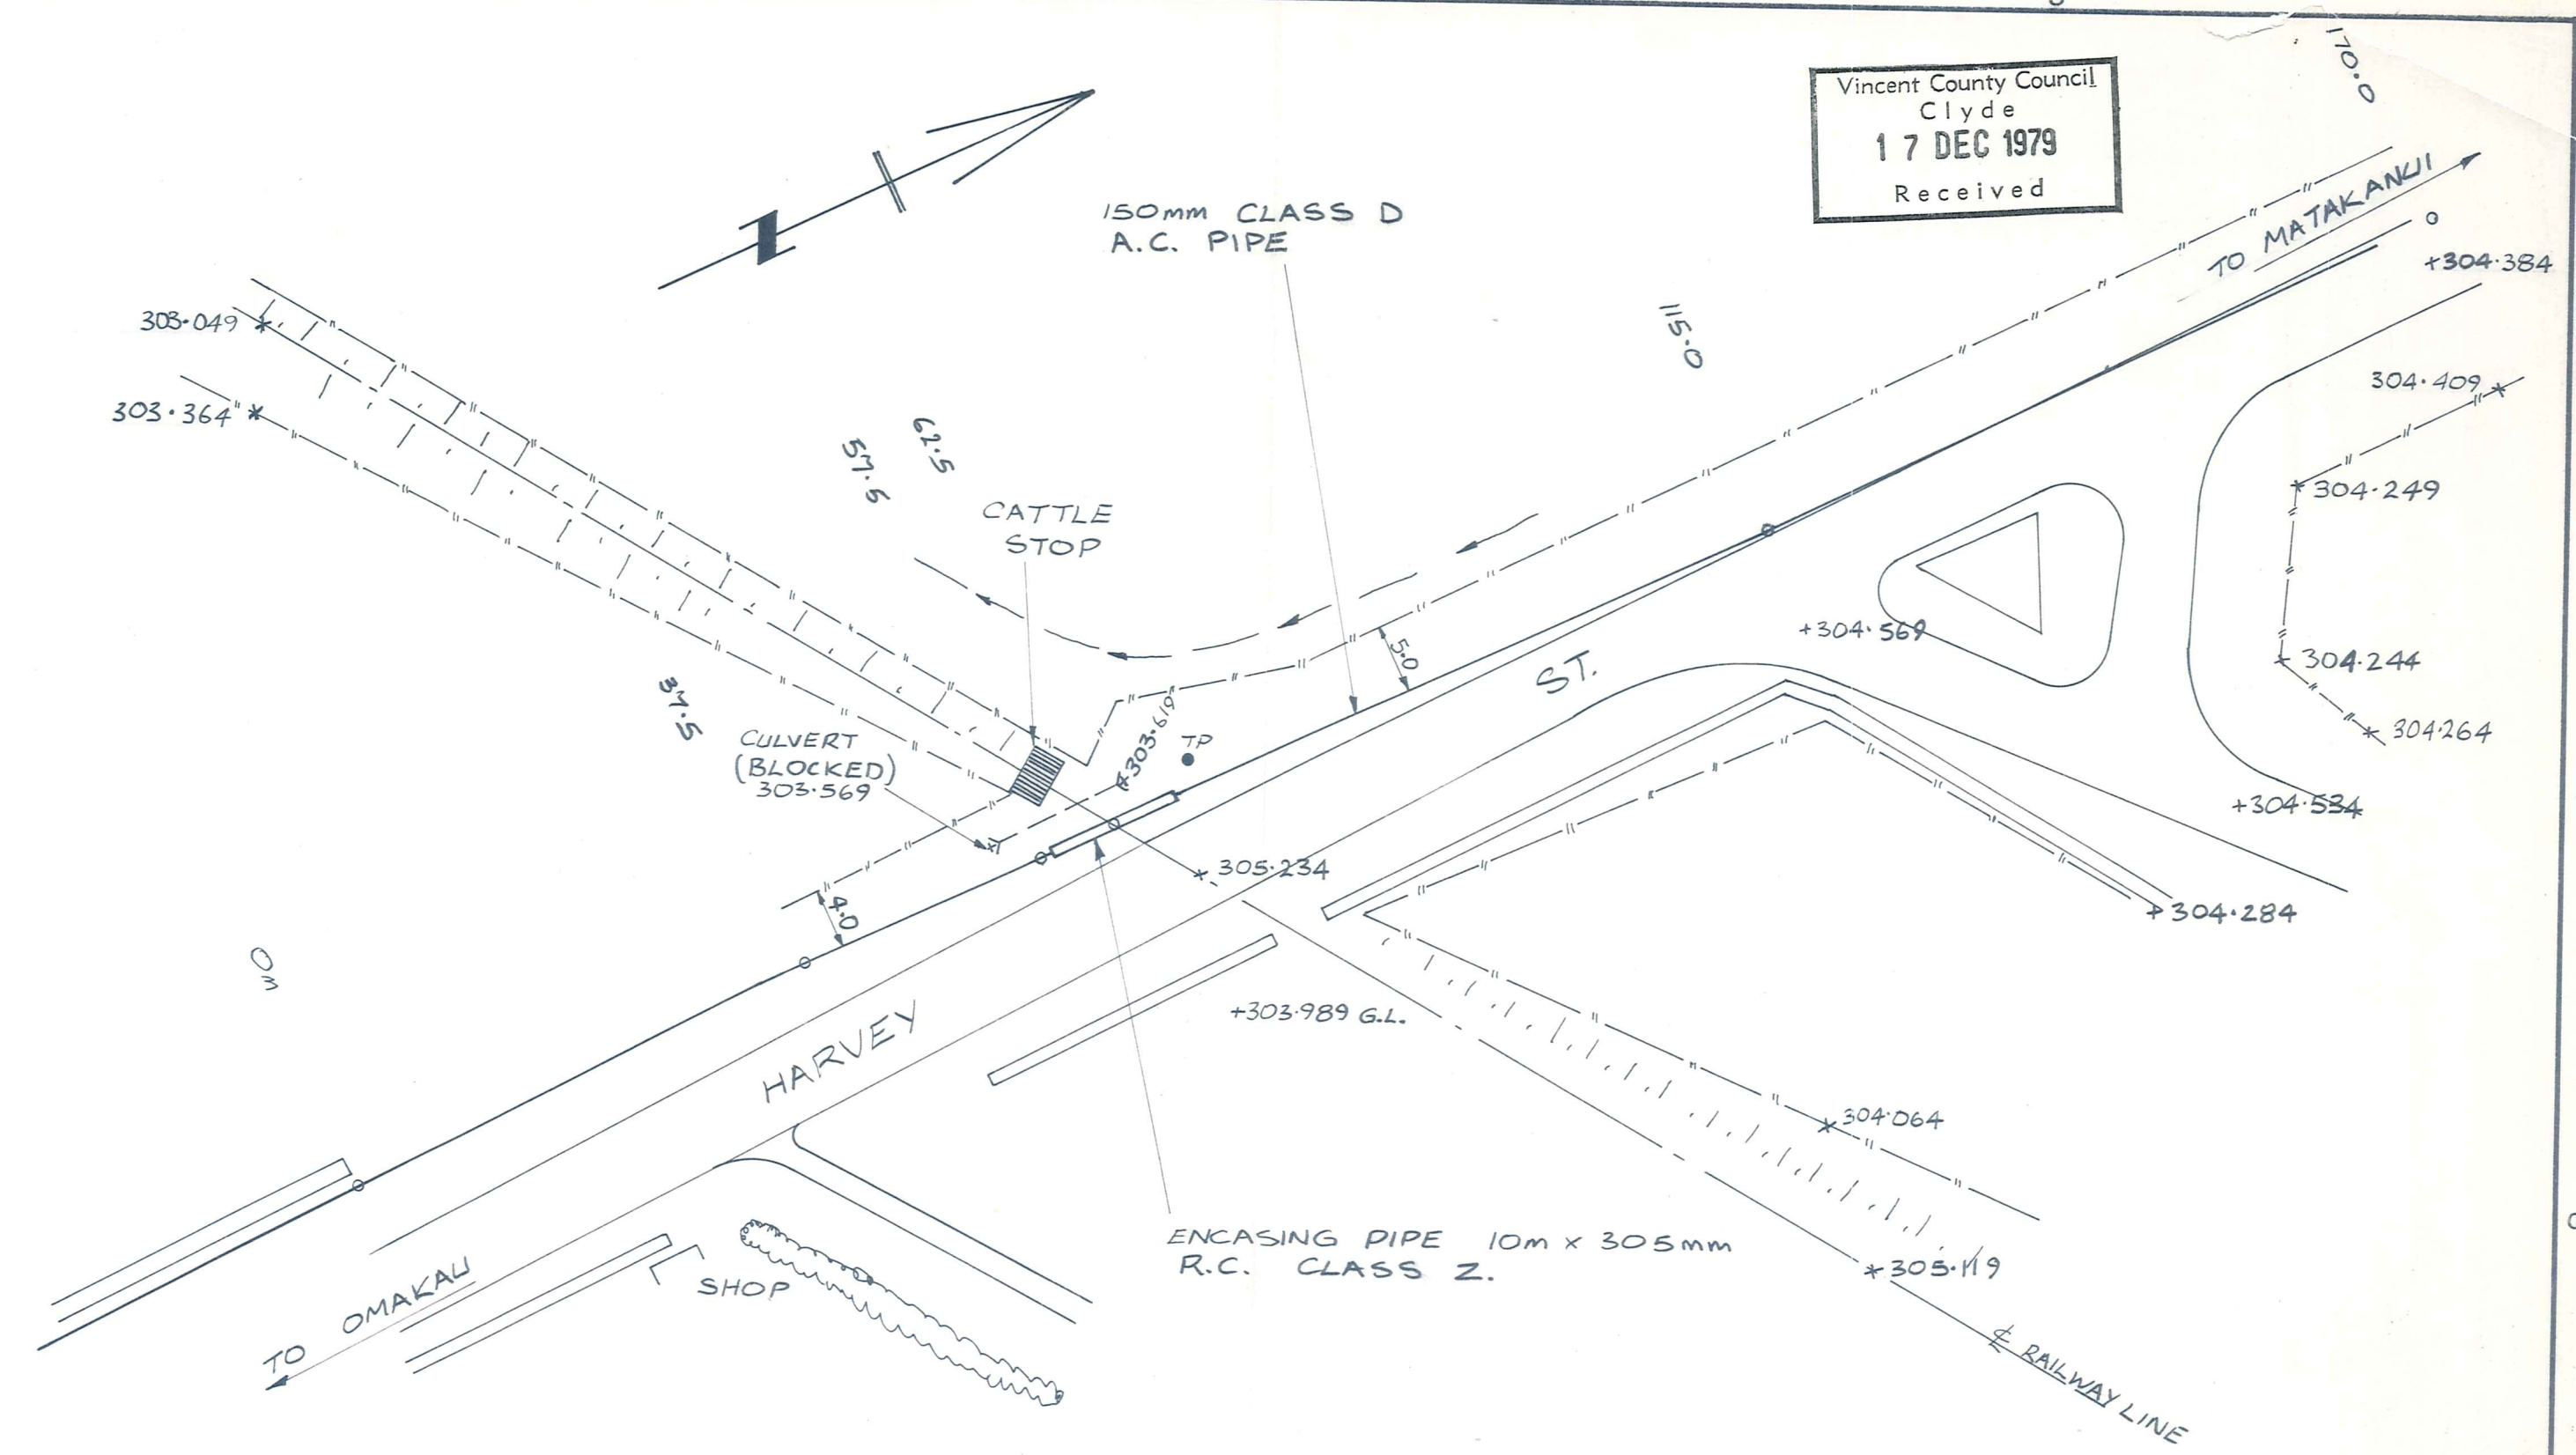 Vincent County Council
Clyde
17 DEC 1979
Received
170.0
N
150mm CLASS D
A.C. PIPE
TO MATAKANUI
+304.384
303.049
303.364
115.0
304.409
304.249
62.5
57.5
CATTLE
STOP
5.0
+304.569
304.244
ST.
304.264
37.5
CULVERT
(BLOCKED)
303.569
303.619
TP
+304.534
305.234
304.284
4.0
0m
+303.989 G.L.
HARVEY
304.064
ENCASING PIPE 10m x 305mm
R.C. CLASS Z.
305.119
SHOP
TO OMAKAU
℄ RAILWAY LINE